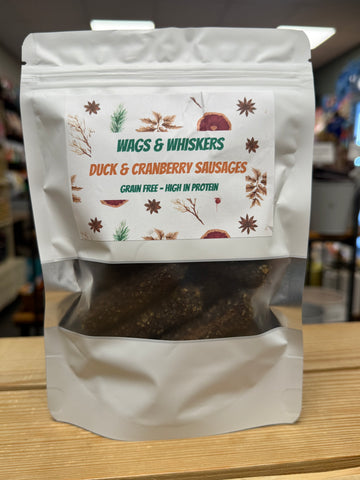 WAGS & WHISKERS
DUCK & CRANBERRY SAUSAGES
GRAIN FREE - HIGH IN PROTEIN